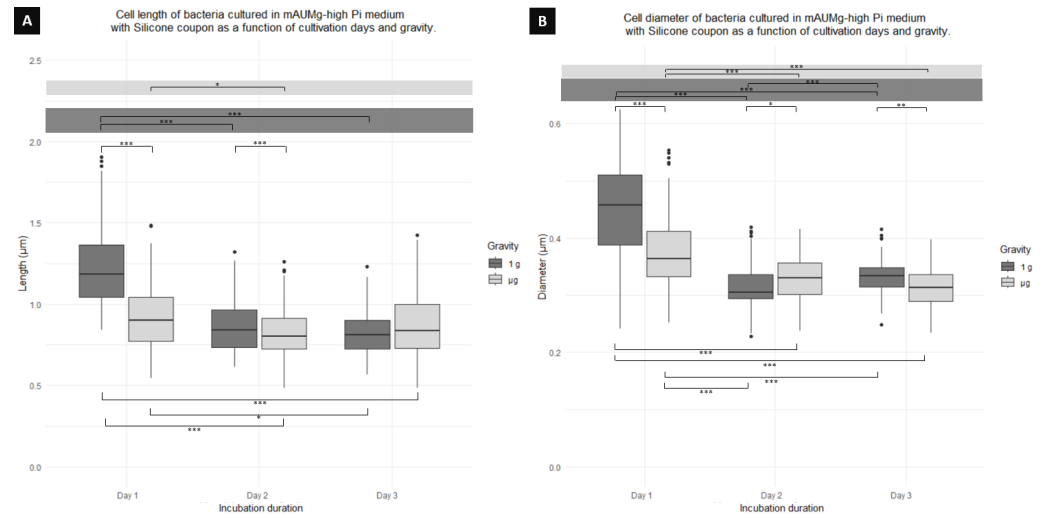 A
Cell length of bacteria cultured in mAUMg-high Pi medium
with Silicone coupon as a function of cultivation days and gravity.
2.5
2.0
1.5
1.0
0.5
0.0
Length (µm)
*
***
***
***
***
***
*
***
Day 1
Day 2
Day 3
Incubation duration
Gravity
1 g
µg
B
Cell diameter of bacteria cultured in mAUMg-high Pi medium
with Silicone coupon as a function of cultivation days and gravity.
0.6
0.4
0.2
0.0
Diameter (µm)
***
***
***
***
***
***
*
**
***
***
***
***
Day 1
Day 2
Day 3
Incubation duration
Gravity
1 g
µg